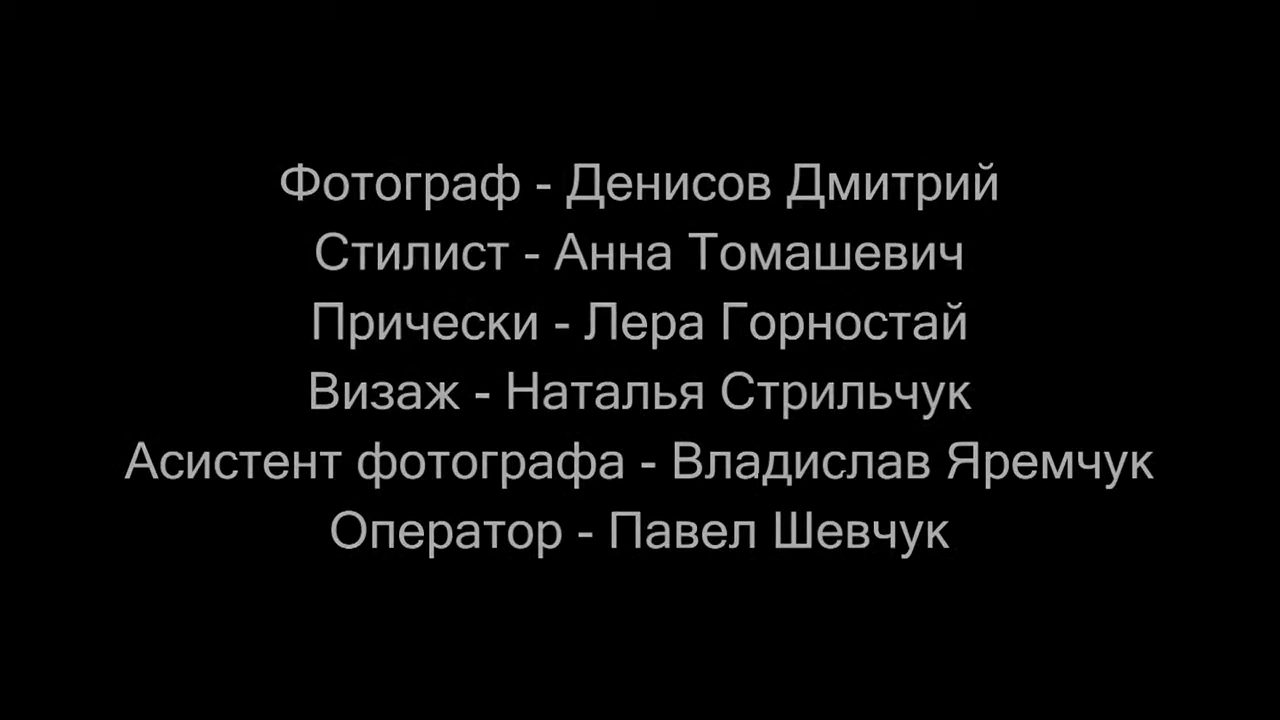 Фотограф - Денисов Дмитрий
Стилист - Анна Томашевич
Прически - Лера Горностай
Визаж - Наталья Стрильчук
Асистент фотографа - Владислав Яремчук
Оператор - Павел Шевчук